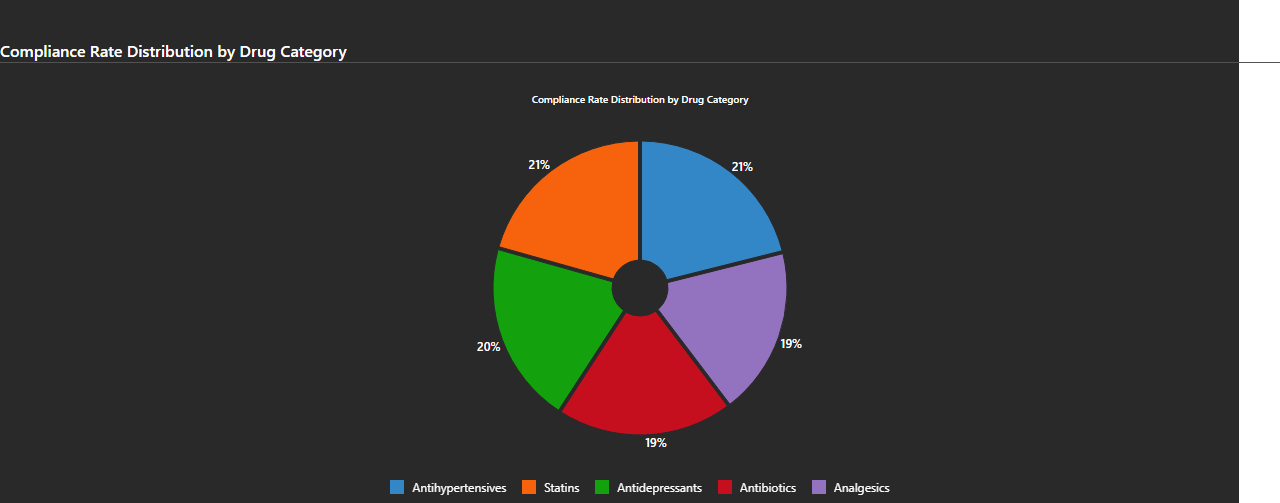 Compliance Rate Distribution by Drug Category
Compliance Rate Distribution by Drug Category
21%
21%
19%
20%
19%
Antihypertensives
Statins
Antidepressants
Antibiotics
Analgesics